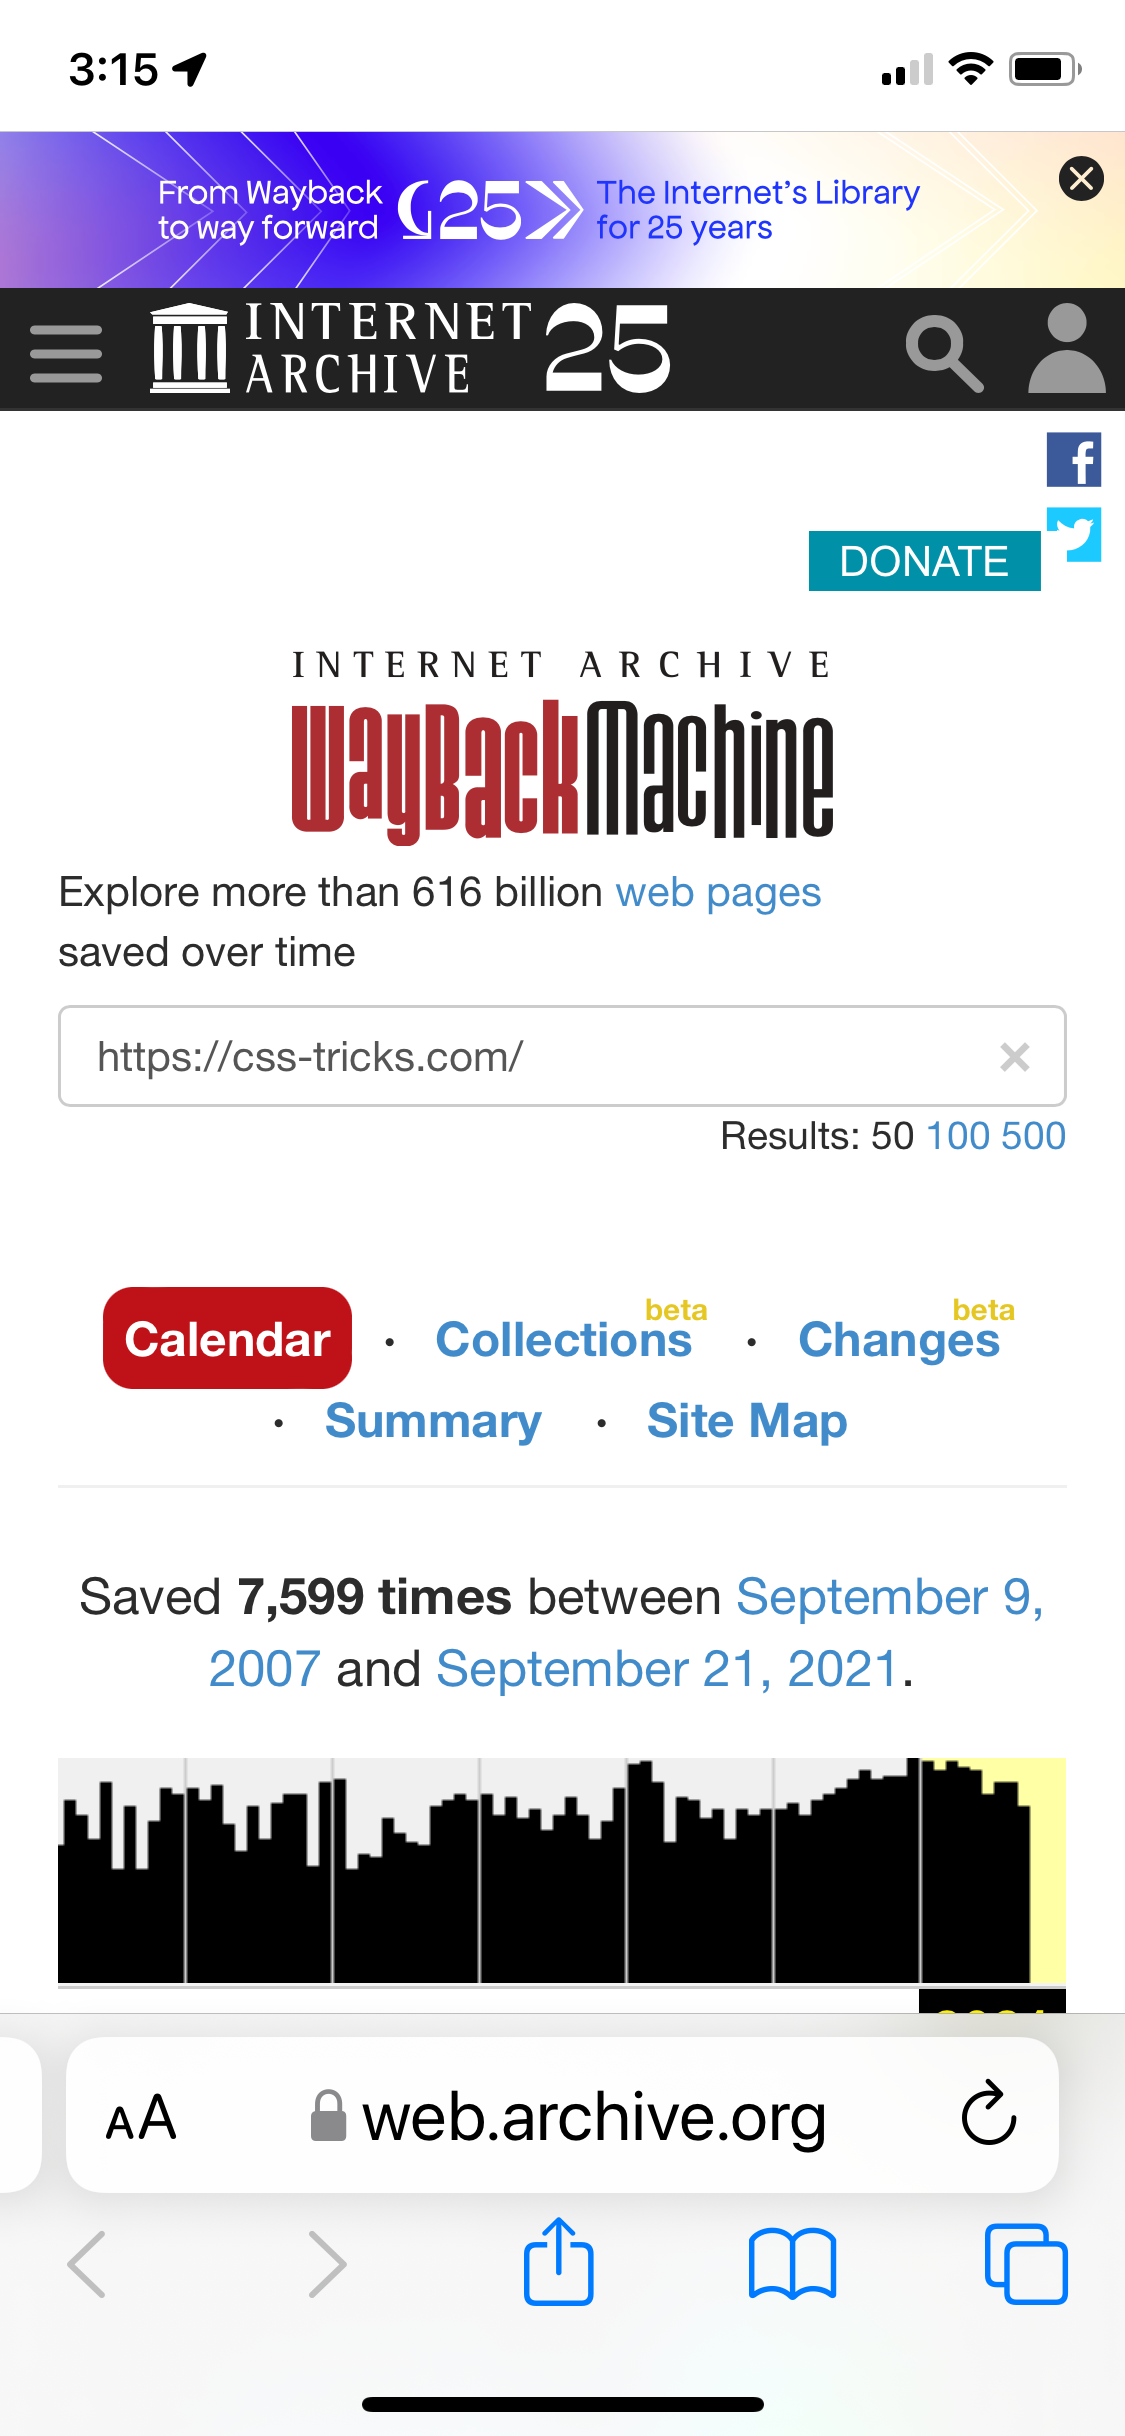 3:15
From Wayback
to way forward
25
The Internet's Library
for 25 years
INTERNET
ARCHIVE
25
DONATE
INTERNET ARCHIVE
WayBackMachine
Explore more than 616 billion web pages
saved over time
https://css-tricks.com/
Results: 50 100 500
Calendar · Collections beta · Changes beta
· Summary · Site Map
Saved 7,599 times between September 9,
2007 and September 21, 2021.
AA web.archive.org